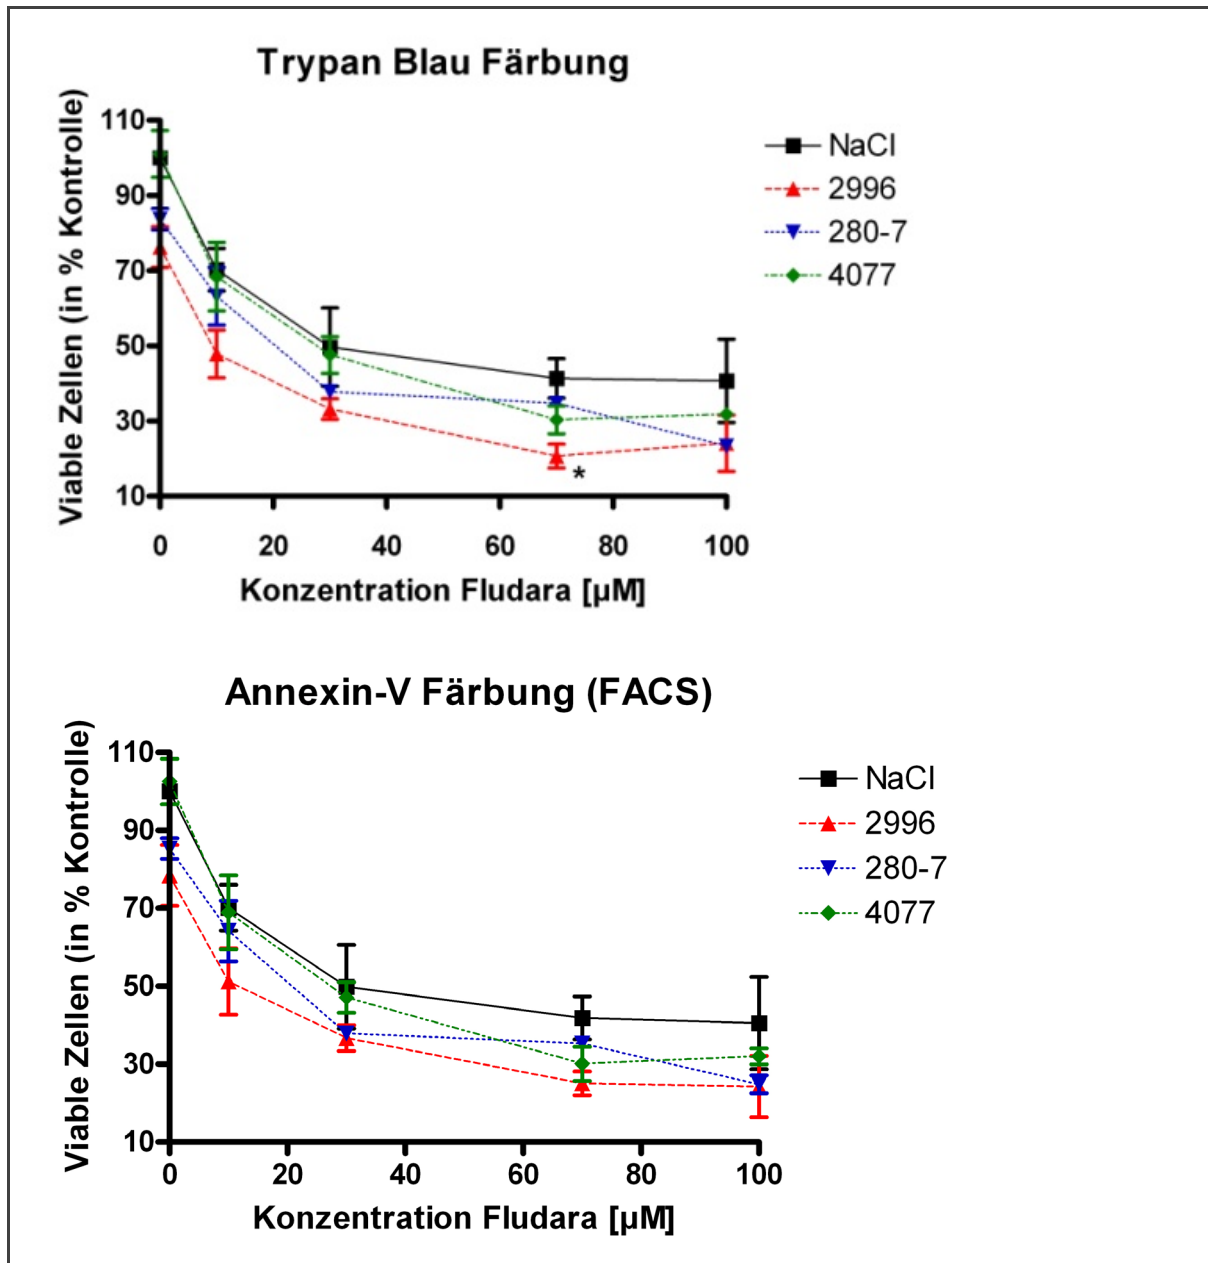 Trypan Blau Färbung
Viable Zellen (in % Kontrolle)
110
90
70
50
30
10
*
0 20 40 60 80 100
Konzentration Fludara [µM]
NaCl
2996
280-7
4077
Annexin-V Färbung (FACS)
Viable Zellen (in % Kontrolle)
110
90
70
50
30
10
0 20 40 60 80 100
Konzentration Fludara [µM]
NaCl
2996
280-7
4077